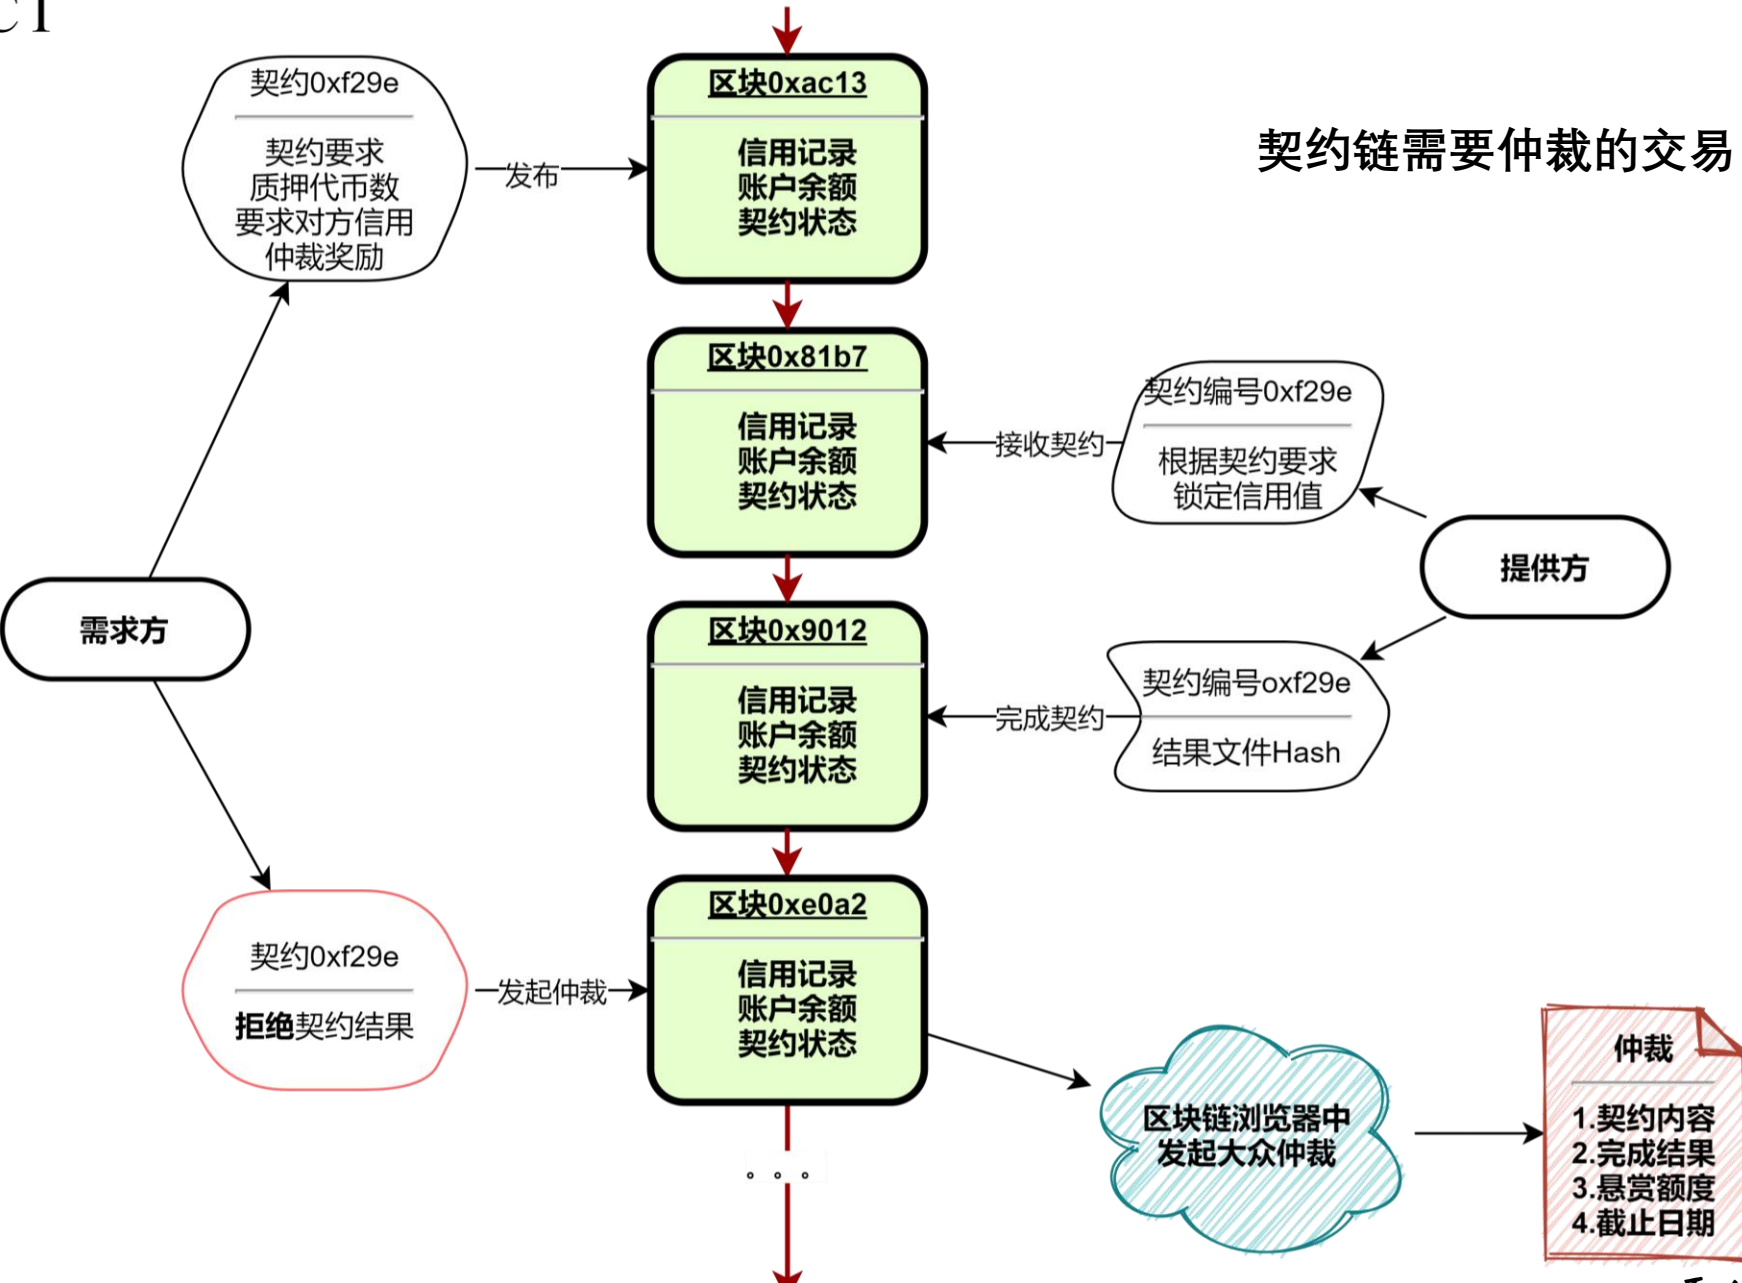 契约链需要仲裁的交易
契约0xf29e
契约要求
质押代币数
要求对方信用
仲裁奖励
发布
区块0xac13
信用记录
账户余额
契约状态
区块0x81b7
信用记录
账户余额
契约状态
接收契约
契约编号0xf29e
根据契约要求
锁定信用值
提供方
需求方
区块0x9012
信用记录
账户余额
契约状态
完成契约
契约编号oxf29e
结果文件Hash
契约0xf29e
拒绝契约结果
发起仲裁
区块0xe0a2
信用记录
账户余额
契约状态
。。。
区块链浏览器中
发起大众仲裁
仲裁
1.契约内容
2.完成结果
3.悬赏额度
4.截止日期